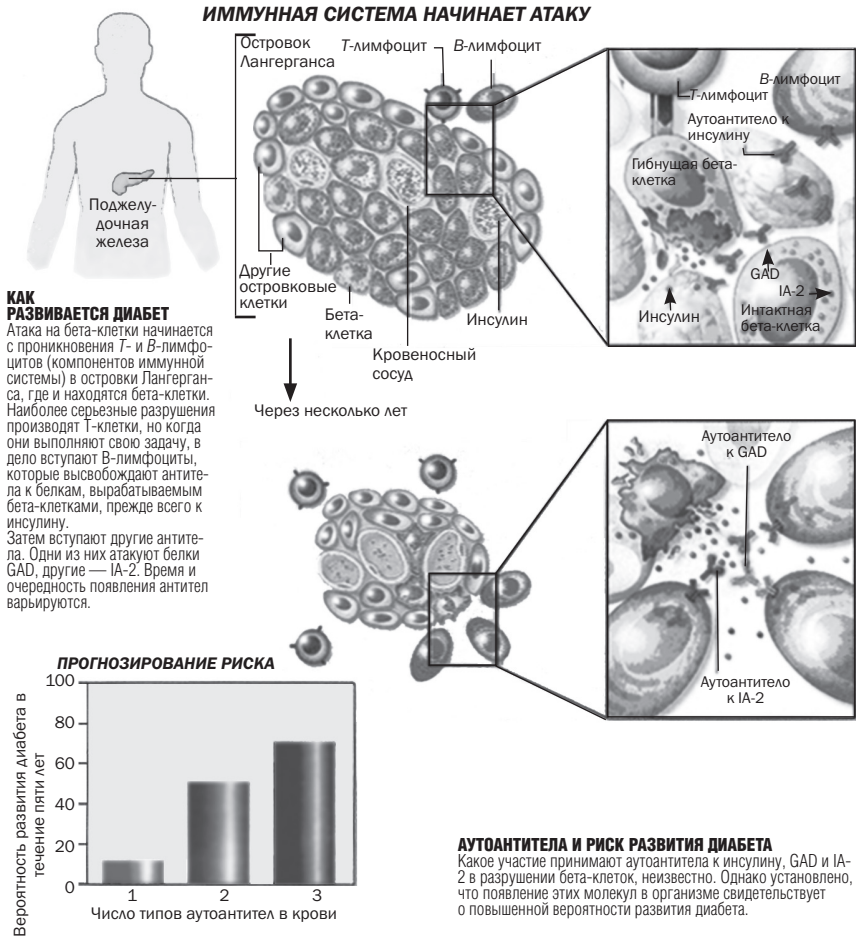 ИММУННАЯ СИСТЕМА НАЧИНАЕТ АТАКУ
Островок
Лангерганса
Т-лимфоцит
В-лимфоцит
Поджелу-
дочная
железа
Другие
островковые
клетки
Бета-
клетка
Кровеносный
сосуд
Инсулин
Через несколько лет
В-лимфоцит
Т-лимфоцит
Аутоантитело к
инсулину
Гибнущая бета-
клетка
GAD
IA-2
Инсулин
Интактная
бета-клетка
КАК
РАЗВИВАЕТСЯ ДИАБЕТ
Атака на бета-клетки начинается
с проникновения Т- и В-лимфо-
цитов (компонентов иммунной
системы) в островки Лангерган-
са, где и находятся бета-клетки.
Наиболее серьезные разрушения
производят Т-клетки, но когда
они выполняют свою задачу, в
дело вступают В-лимфоциты,
которые высвобождают антите-
ла к белкам, вырабатываемым
бета-клетками, прежде всего к
инсулину.
Затем вступают другие антите-
ла. Одни из них атакуют белки
GAD, другие — IA-2. Время и
очередность появления антител
варьируются.
Аутоантитело
к GAD
Аутоантитело
к IA-2
ПРОГНОЗИРОВАНИЕ РИСКА
Вероятность развития диабета в
течение пяти лет
100
80
60
40
20
0
1 2 3
Число типов аутоантител в крови
АУТОАНТИТЕЛА И РИСК РАЗВИТИЯ ДИАБЕТА
Какое участие принимают аутоантитела к инсулину, GAD и IA-
2 в разрушении бета-клеток, неизвестно. Однако установлено,
что появление этих молекул в организме свидетельствует
о повышенной вероятности развития диабета.